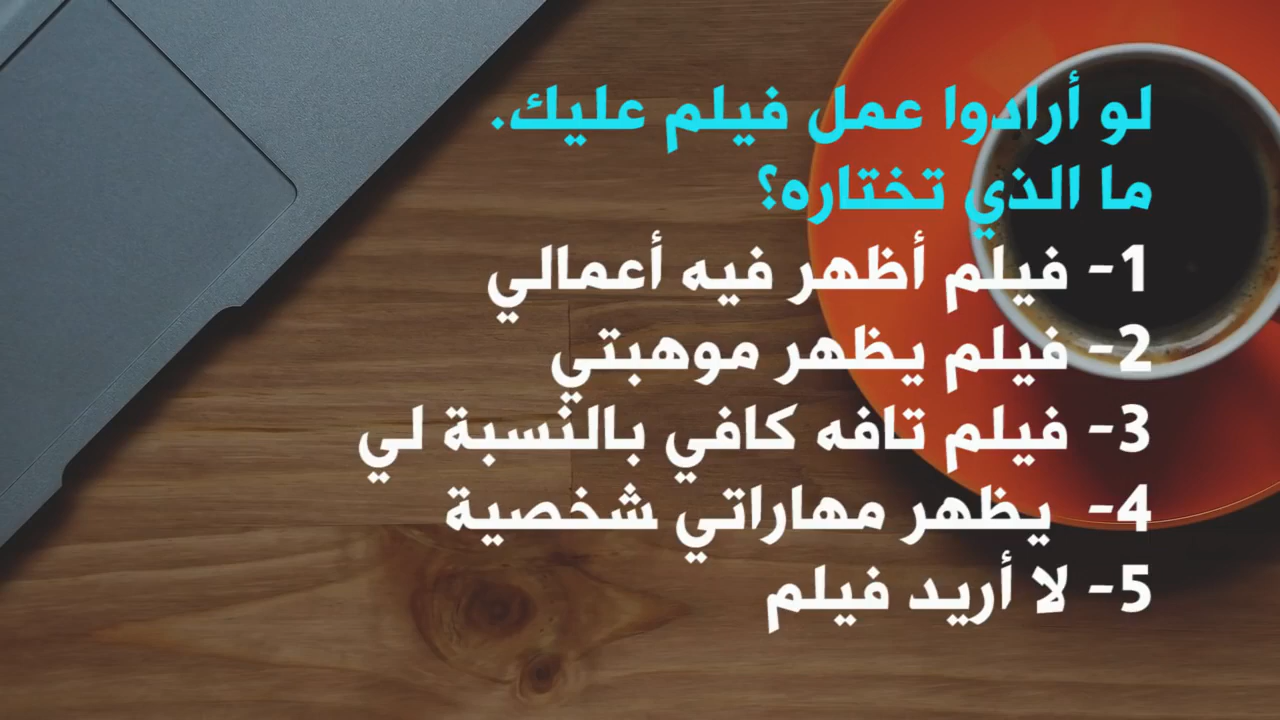 لو أرادوا عمل فيلم عليك.
ما الذي تختاره؟
1- فيلم أظهر فيه أعمالي
2- فيلم يظهر موهبتي
3- فيلم تافه كافي بالنسبة لي
4- يظهر مهاراتي شخصية
5- لا أريد فيلم